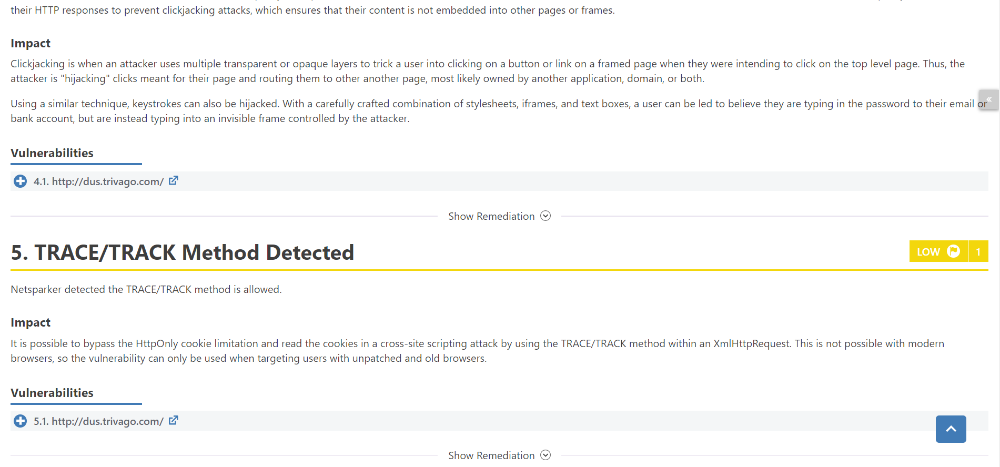 their HTTP responses to prevent clickjacking attacks, which ensures that their content is not embedded into other pages or frames.
Impact
Clickjacking is when an attacker uses multiple transparent or opaque layers to trick a user into clicking on a button or link on a framed page when they were intending to click on the top level page. Thus, the
attacker is "hijacking" clicks meant for their page and routing them to other another page, most likely owned by another application, domain, or both.
Using a similar technique, keystrokes can also be hijacked. With a carefully crafted combination of stylesheets, iframes, and text boxes, a user can be led to believe they are typing in the password to their email or
bank account, but are instead typing into an invisible frame controlled by the attacker.
Vulnerabilities
4.1. http://dus.trivago.com/
Show Remediation
5. TRACE/TRACK Method Detected
LOW 1
Netsparker detected the TRACE/TRACK method is allowed.
Impact
It is possible to bypass the HttpOnly cookie limitation and read the cookies in a cross-site scripting attack by using the TRACE/TRACK method within an XmlHttpRequest. This is not possible with modern
browsers, so the vulnerability can only be used when targeting users with unpatched and old browsers.
Vulnerabilities
5.1. http://dus.trivago.com/
Show Remediation